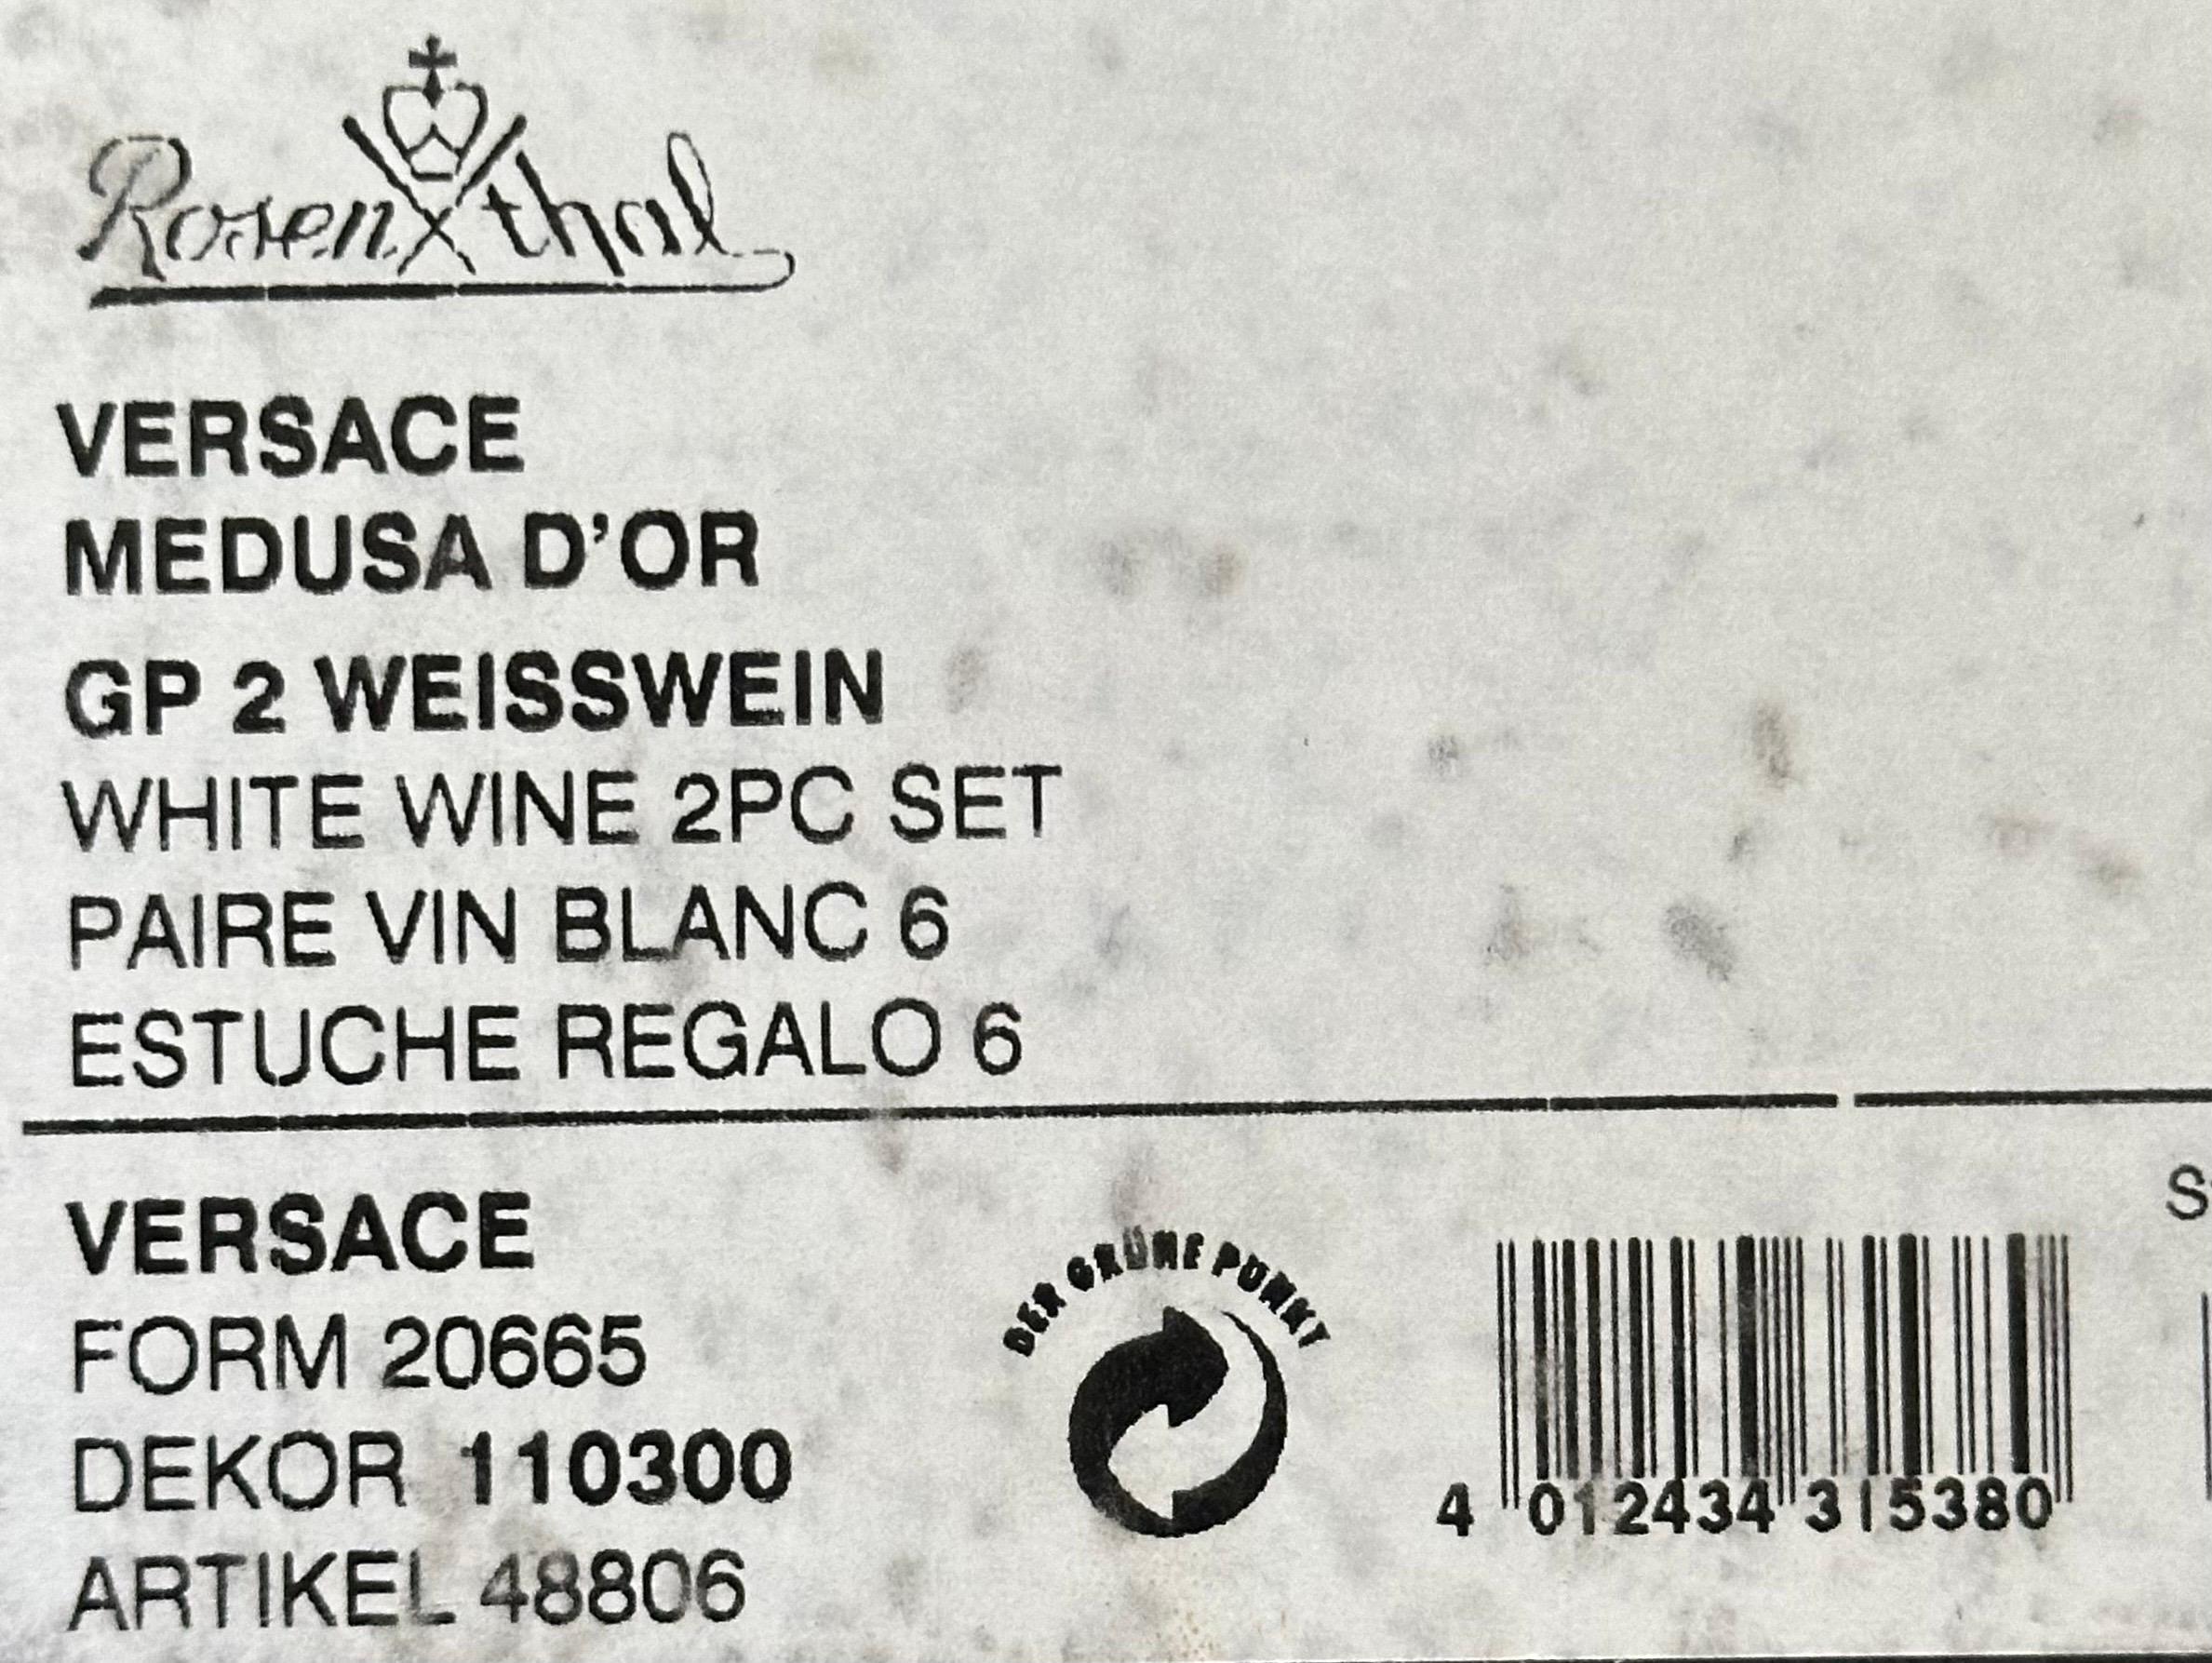 Rosenthal
VERSACE
MEDUSA D'OR
GP 2 WEISSWEIN
WHITE WINE 2PC SET
PAIRE VIN BLANC 6
ESTUCHE REGALO 6
VERSACE
FORM 20665
DEKOR 110300
ARTIKEL 48806
DER GRÜNE PUNKT
4 012434 315380